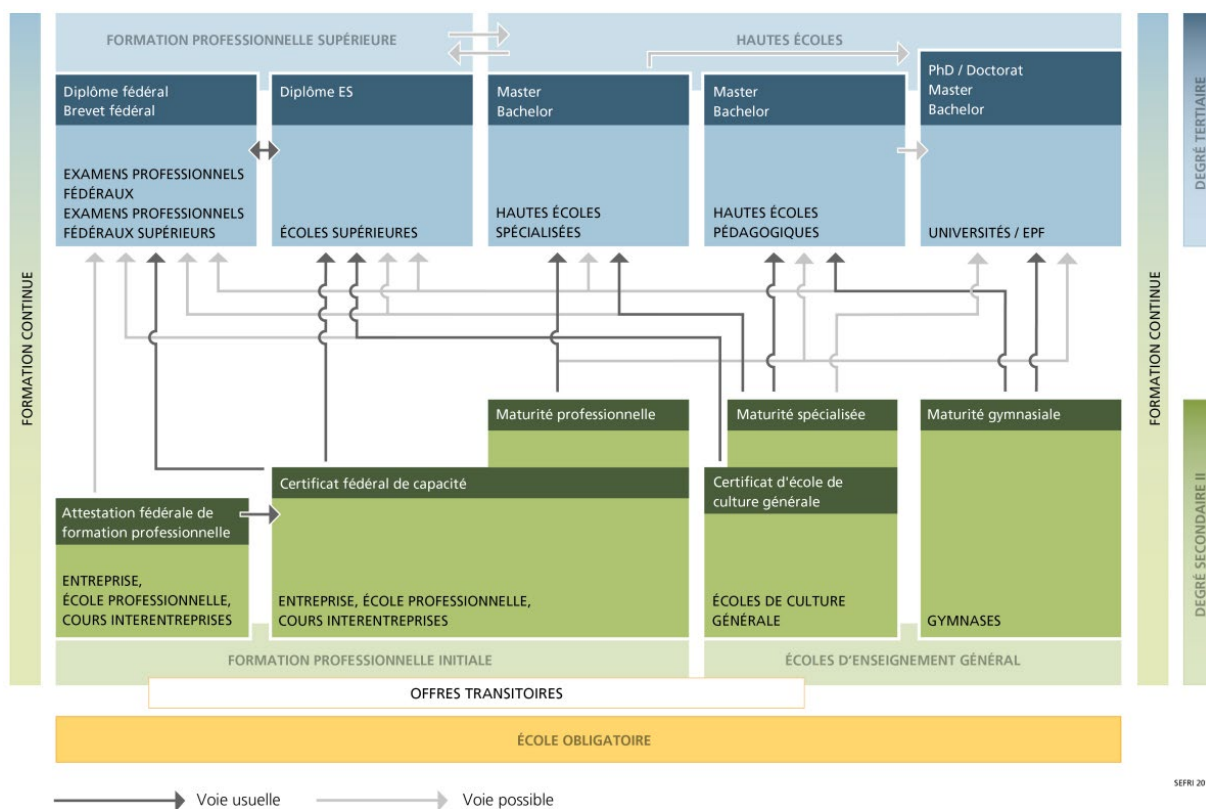 FORMATION PROFESSIONNELLE SUPÉRIEURE
HAUTES ÉCOLES
Diplôme fédéral
Brevet fédéral
Diplôme ES
Master
Bachelor
Master
Bachelor
PhD / Doctorat
Master
Bachelor
EXAMENS PROFESSIONNELS
FÉDÉRAUX
EXAMENS PROFESSIONNELS
FÉDÉRAUX SUPÉRIEURS
ÉCOLES SUPÉRIEURES
HAUTES ÉCOLES
SPÉCIALISÉES
HAUTES ÉCOLES
PÉDAGOGIQUES
UNIVERSITÉS / EPF
DEGRÉ TERTIAIRE
FORMATION CONTINUE
FORMATION CONTINUE
Maturité professionnelle
Maturité spécialisée
Maturité gymnasiale
Certificat fédéral de capacité
Certificat d'école de
culture générale
Attestation fédérale de
formation professionnelle
ENTREPRISE,
ÉCOLE PROFESSIONNELLE,
COURS INTERENTREPRISES
ENTREPRISE, ÉCOLE PROFESSIONNELLE,
COURS INTERENTREPRISES
ÉCOLES DE CULTURE
GÉNÉRALE
GYMNASES
DEGRÉ SECONDAIRE II
FORMATION PROFESSIONNELLE INITIALE
ÉCOLES D'ENSEIGNEMENT GÉNÉRAL
OFFRES TRANSITOIRES
ÉCOLE OBLIGATOIRE
Voie usuelle
Voie possible
SEFRI 20